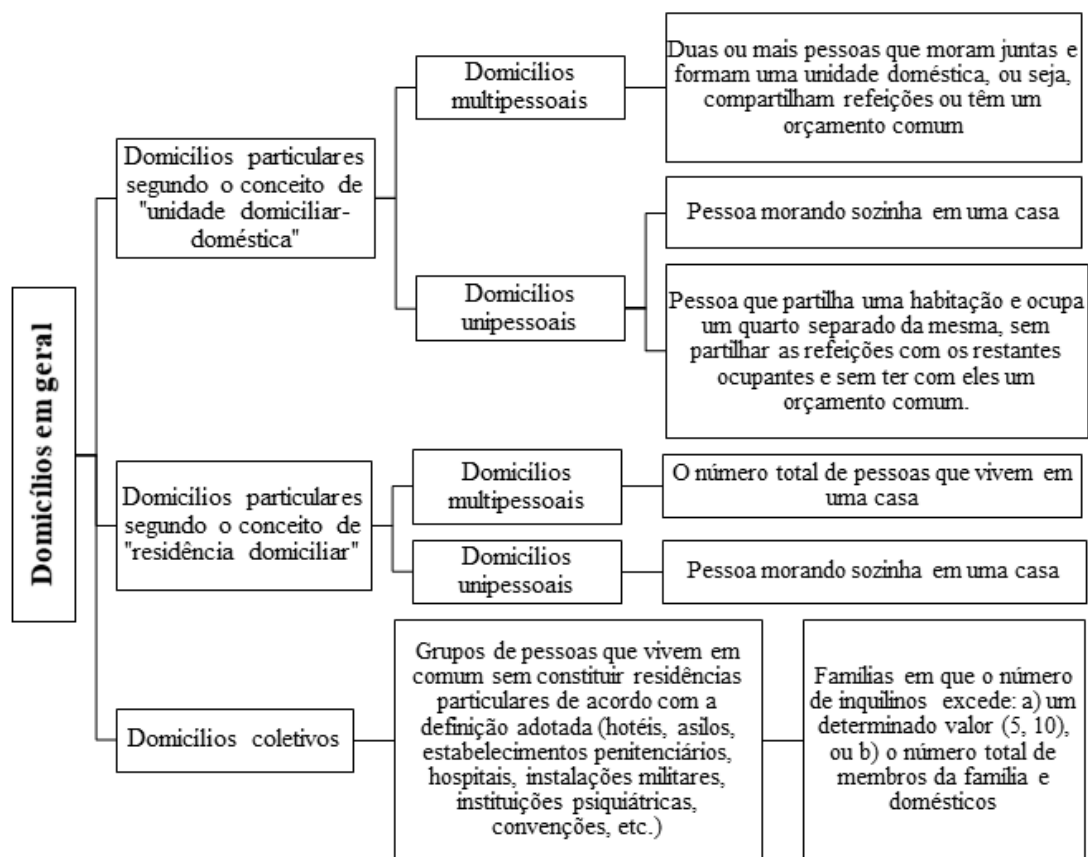 Domicílios em geral
Domicílios particulares
segundo o conceito de
"unidade domiciliar-
doméstica"
Domicílios
multipessoais
Duas ou mais pessoas que moram juntas e
formam uma unidade doméstica, ou seja,
compartilham refeições ou têm um
orçamento comum
Domicílios
unipessoais
Pessoa morando sozinha em uma casa
Pessoa que partilha uma habitação e ocupa
um quarto separado da mesma, sem
partilhar as refeições com os restantes
ocupantes e sem ter com eles um
orçamento comum.
Domicílios particulares
segundo o conceito de
"residência domiciliar"
Domicílios
multipessoais
O número total de pessoas que vivem em
uma casa
Domicílios
unipessoais
Pessoa morando sozinha em uma casa
Domicílios coletivos
Grupos de pessoas que vivem em
comum sem constituir residências
particulares de acordo com a
definição adotada (hotéis, asilos,
estabelecimentos penitenciários,
hospitais, instalações militares,
instituições psiquiátricas,
convenções, etc.)
Famílias em que o número
de inquilinos excede: a) um
determinado valor (5, 10),
ou b) o número total de
membros da família e
domésticos